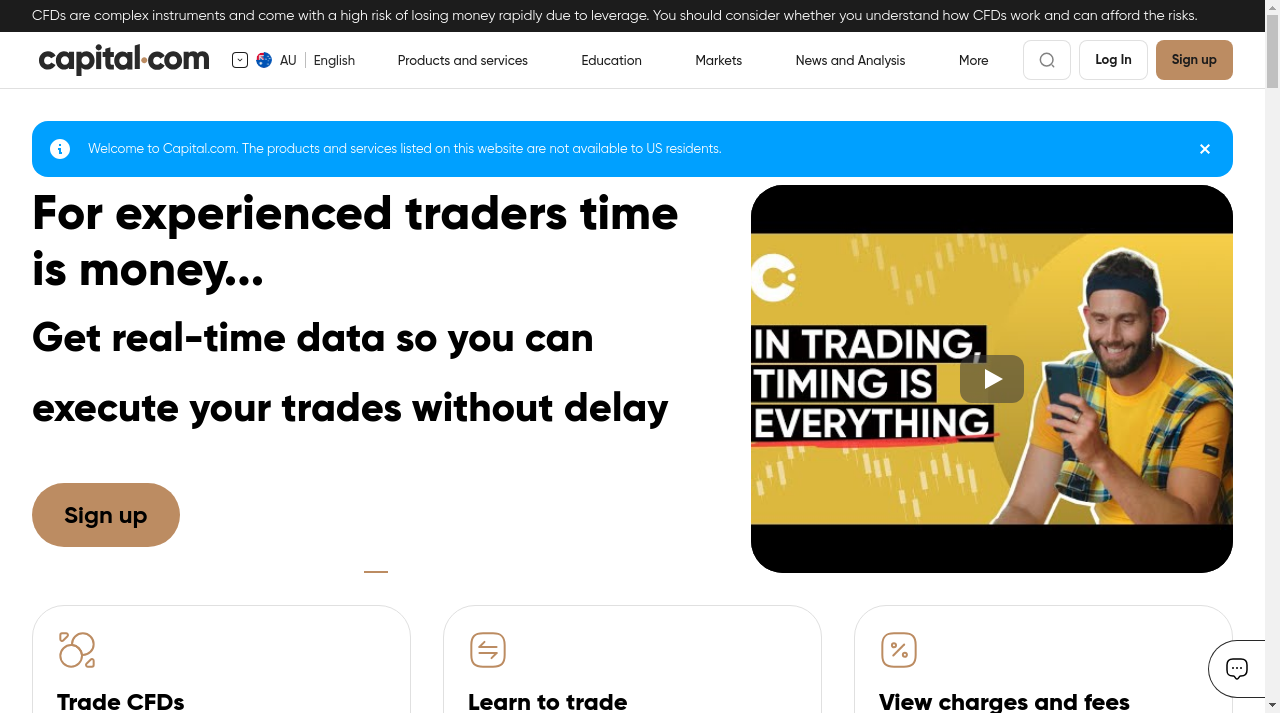 CFDs are complex instruments and come with a high risk of losing money rapidly due to leverage. You should consider whether you understand how CFDs work and can afford the risks.
capital.com
AU
English
Products and services
Education
Markets
News and Analysis
More
Log In
Sign up
Welcome to Capital.com. The products and services listed on this website are not available to US residents.
For experienced traders time
is money...
Get real-time data so you can
execute your trades without delay
Sign up
IN TRADING,
TIMING IS
EVERYTHING
Trade CFDs
Learn to trade
View charges and fees